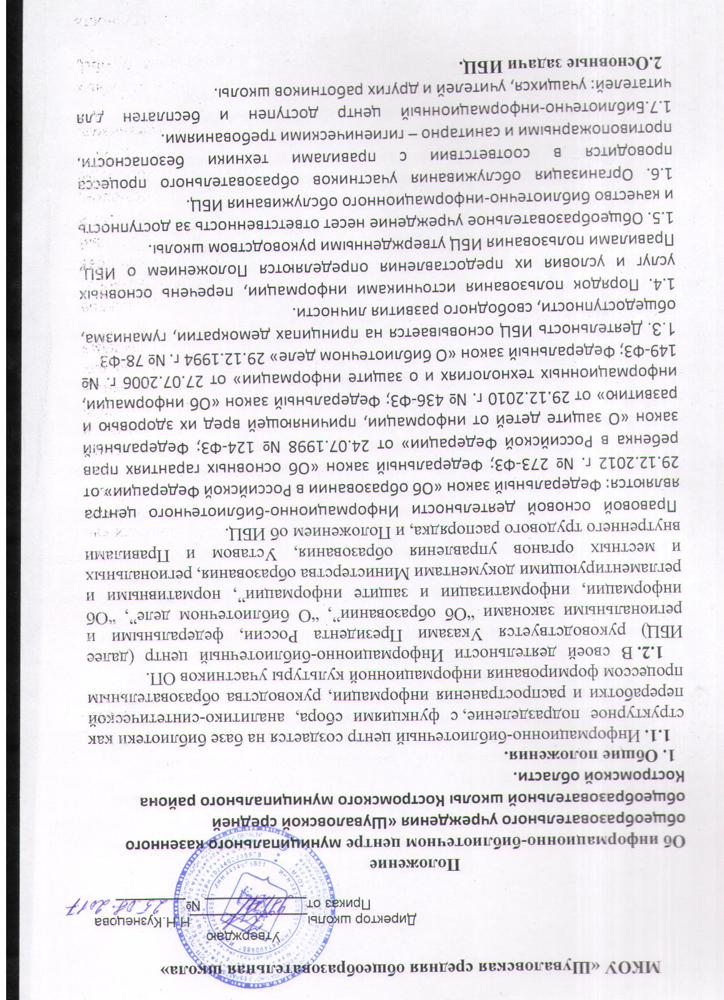 МКОУ «Шуваловская средняя общеобразовательная школа»
Утверждаю
Директор школы Н.Н.Кузнецова
Приказ от № 25.08.2017
Положение
Об информационно-библиотечном центре муниципального казенного
общеобразовательного учреждения «Шуваловской средней
общеобразовательной школы Костромского муниципального района
Костромской области.
1. Общие положения.
1.1. Информационно-библиотечный центр создается на базе библиотеки как
структурное подразделение, с функциями сбора, аналитико-синтетической
переработки и распространения информации, руководства образовательным
процессом формирования информационной культуры участников ОП.
1.2. В своей деятельности Информационно-библиотечный центр (далее
ИБЦ) руководствуется Указами Президента России, федеральными и
региональными законами “Об образовании”, “О библиотечном деле”, “Об
информации, информатизации и защите информации”, нормативными и
регламентирующими документами Министерства образования, региональных
и местных органов управления образования, Уставом и Правилами
внутреннего трудового распорядка, и Положением об ИБЦ.
Правовой основой деятельности Информационно-библиотечного центра
являются: Федеральный закон «Об образовании в Российской Федерации» от
29.12.2012 г. № 273-ФЗ; Федеральный закон «Об основных гарантиях прав
ребенка в Российской Федерации» от 24.07.1998 № 124-ФЗ; Федеральный
закон «О защите детей от информации, причиняющей вред их здоровью и
развитию» от 29.12.2010 г. № 436-ФЗ; Федеральный закон «Об информации,
информационных технологиях и о защите информации» от 27.07.2006 г. №
149-ФЗ; Федеральный закон «О библиотечном деле» 29.12.1994 г. № 78-ФЗ
1.3. Деятельность ИБЦ основывается на принципах демократии, гуманизма,
общедоступности, свободного развития личности.
1.4. Порядок пользования источниками информации, перечень основных
услуг и условия их предоставления определяются Положением о ИБЦ,
Правилами пользования ИБЦ утвержденными руководством школы.
1.5. Общеобразовательное учреждение несет ответственность за доступность
и качество библиотечно-информационного обслуживания ИБЦ.
1.6. Организация обслуживания участников образовательного процесса
проводится в соответствии с правилами техники безопасности,
противопожарными и санитарно – гигиеническими требованиями.
1.7.Библиотечно-информационный центр доступен и бесплатен для
читателей: учащихся, учителей и других работников школы.
2.Основные задачи ИБЦ.